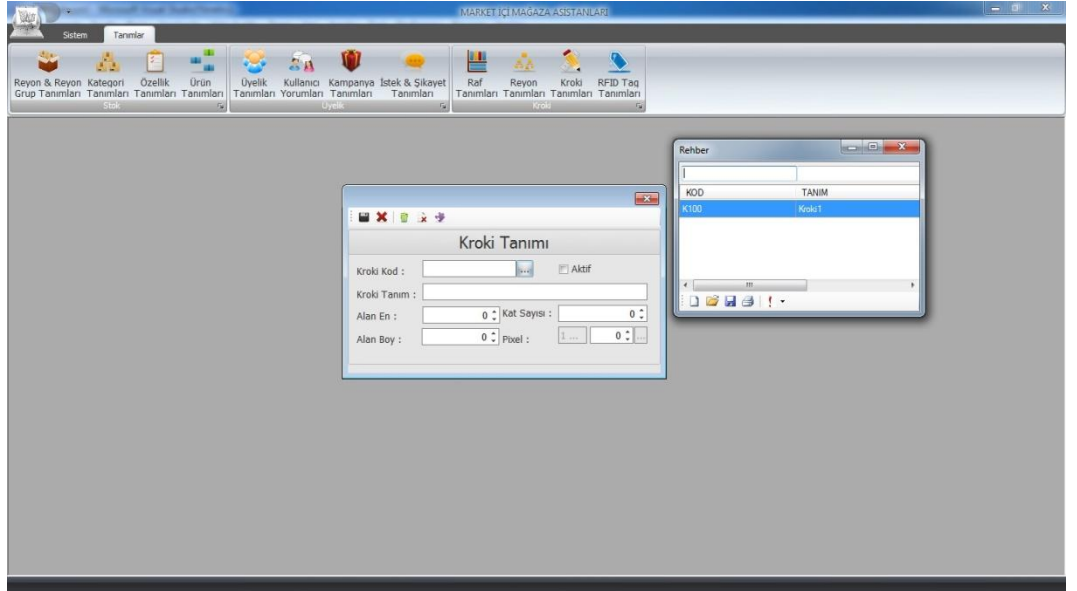 MARKET İÇİ MAĞAZA ASİSTANLARI
Sistem Tanımlar
Reyon & Reyon Grup Tanımları
Kategori Tanımları
Özellik Tanımları
Ürün Tanımları
Stok
Üyelik Tanımları
Kullanıcı Yorumları
Kampanya Tanımları
İstek & Şikayet Tanımları
Üyelik
Raf Tanımları
Reyon Tanımları
Kroki Tanımları
RFID Tag Tanımları
Kroki
Rehber
KOD TANIM
K100 Kroki1
Kroki Tanımı
Kroki Kod : ... Aktif
Kroki Tanım :
Alan En : 0 Kat Sayısı : 0
Alan Boy : 0 Pixel : 1 ... 0 ...